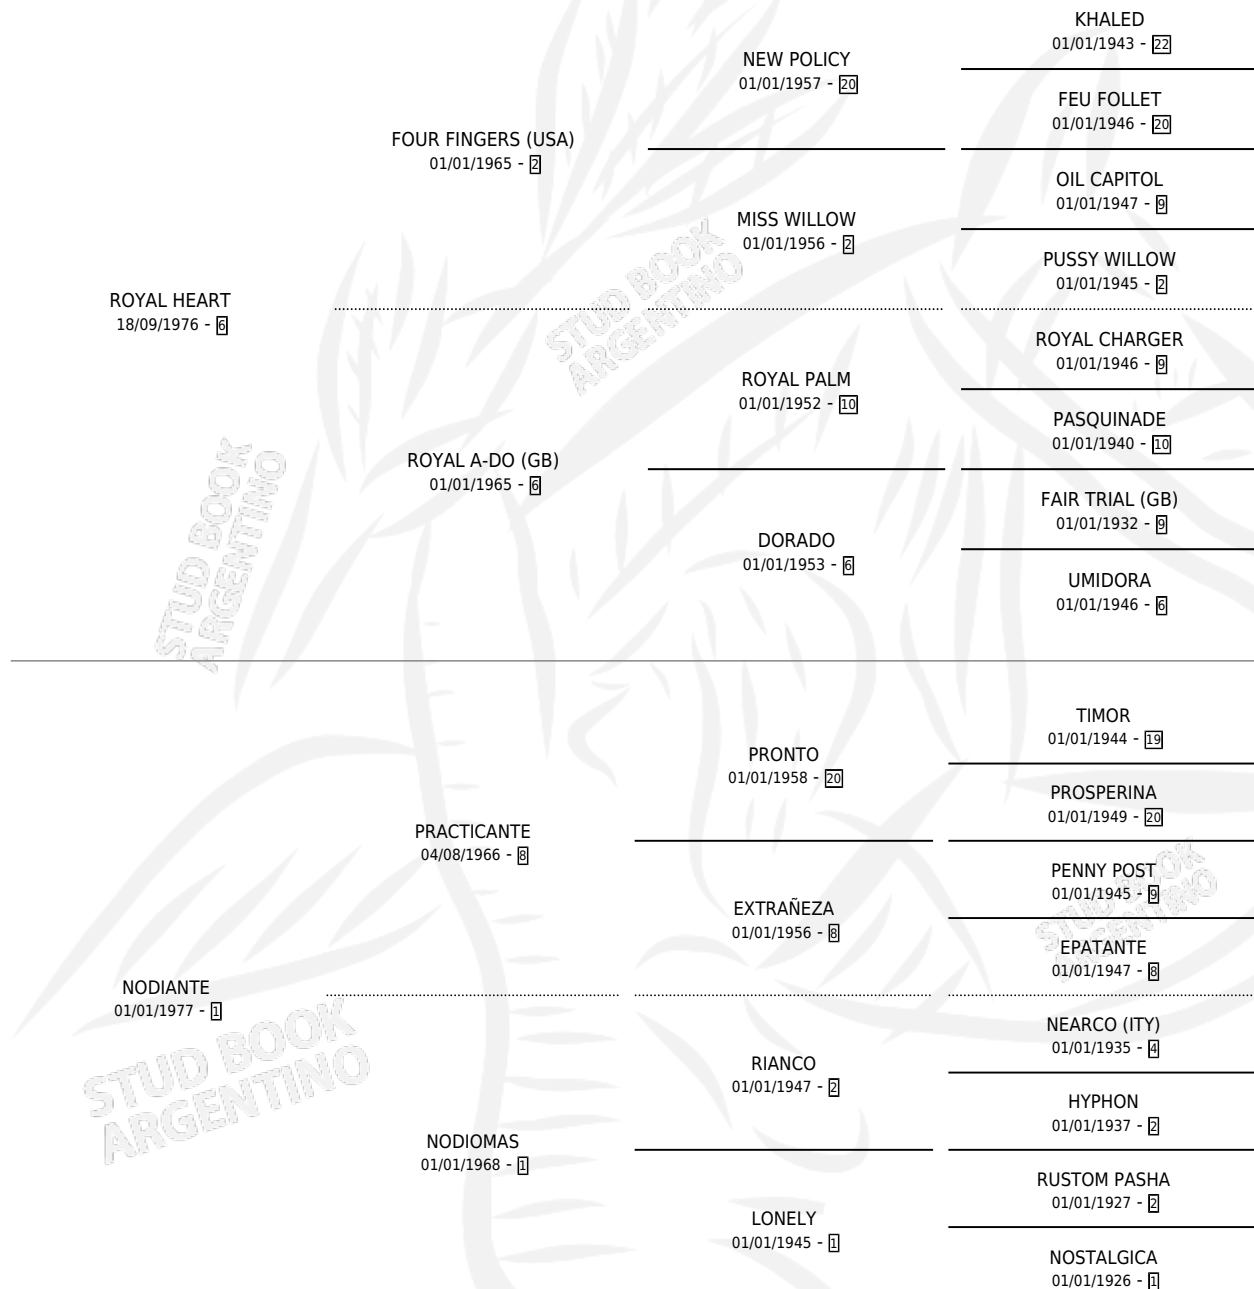 KHALED
01/01/1943 - 22
NEW POLICY
01/01/1957 - 20
FEU FOLLET
01/01/1946 - 20
FOUR FINGERS (USA)
01/01/1965 - 2
OIL CAPITOL
01/01/1947 - 9
MISS WILLOW
01/01/1956 - 2
PUSSY WILLOW
01/01/1945 - 2
ROYAL HEART
18/09/1976 - 6
ROYAL CHARGER
01/01/1946 - 9
ROYAL PALM
01/01/1952 - 10
PASQUINADE
01/01/1940 - 10
ROYAL A-DO (GB)
01/01/1965 - 6
FAIR TRIAL (GB)
01/01/1932 - 9
DORADO
01/01/1953 - 6
UMIDORA
01/01/1946 - 6
TIMOR
01/01/1944 - 19
PRONTO
01/01/1958 - 20
PROSPERINA
01/01/1949 - 20
PRACTICANTE
04/08/1966 - 8
PENNY POST
01/01/1945 - 9
EXTRAÑEZA
01/01/1956 - 8
EPATANTE
01/01/1947 - 8
NODIANTE
01/01/1977 - 1
NEARCO (ITY)
01/01/1935 - 4
RIANCO
01/01/1947 - 2
HYPHON
01/01/1937 - 2
NODIOMAS
01/01/1968 - 1
RUSTOM PASHA
01/01/1927 - 2
LONELY
01/01/1945 - 1
NOSTALGICA
01/01/1926 - 1
STUD BOOK
ARGENTINO
STUD BOOK
ARGENTINO
STUD BOOK
ARGENTINO
STUD BOOK
ARGENTINO